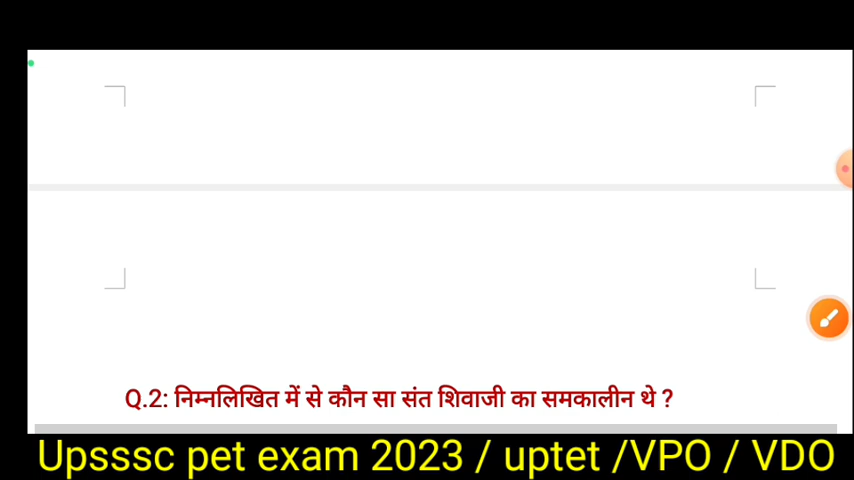 Q.2: निम्नलिखित में से कौन सा संत शिवाजी का समकालीन थे ?
Upsssc pet exam 2023 / uptet /VPO / VDO